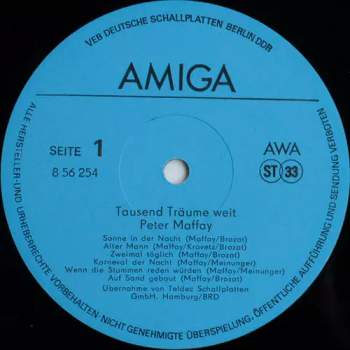 VEB DEUTSCHE SCHALLPLATTEN BERLIN DDR
AMIGA
SEITE 1
8 56 254
AWA
ST 33
Tausend Träume weit
Peter Maffay
Sonne in der Nacht (Maffay/Brozat)
Alter Mann (Maffay/Kravetz/Brozat)
Zweimal täglich (Maffay/Brozat)
Karneval der Nacht (Maffay/Meinunger)
Wenn die Stummen reden würden (Maffay/Meinunger)
Auf Sand gebaut (Maffay/Meinunger)
Übernahme von Teldec Schallplatten
GmbH. Hamburg/BRD
ALLE HERSTELLER-UND URHEBERRECHTE VORBEHALTEN NICHT GENEHMIGTE ÜBERSPIELUNG, ÖFFENTLICHE AUFFÜHRUNG UND SENDUNG VERBOTEN